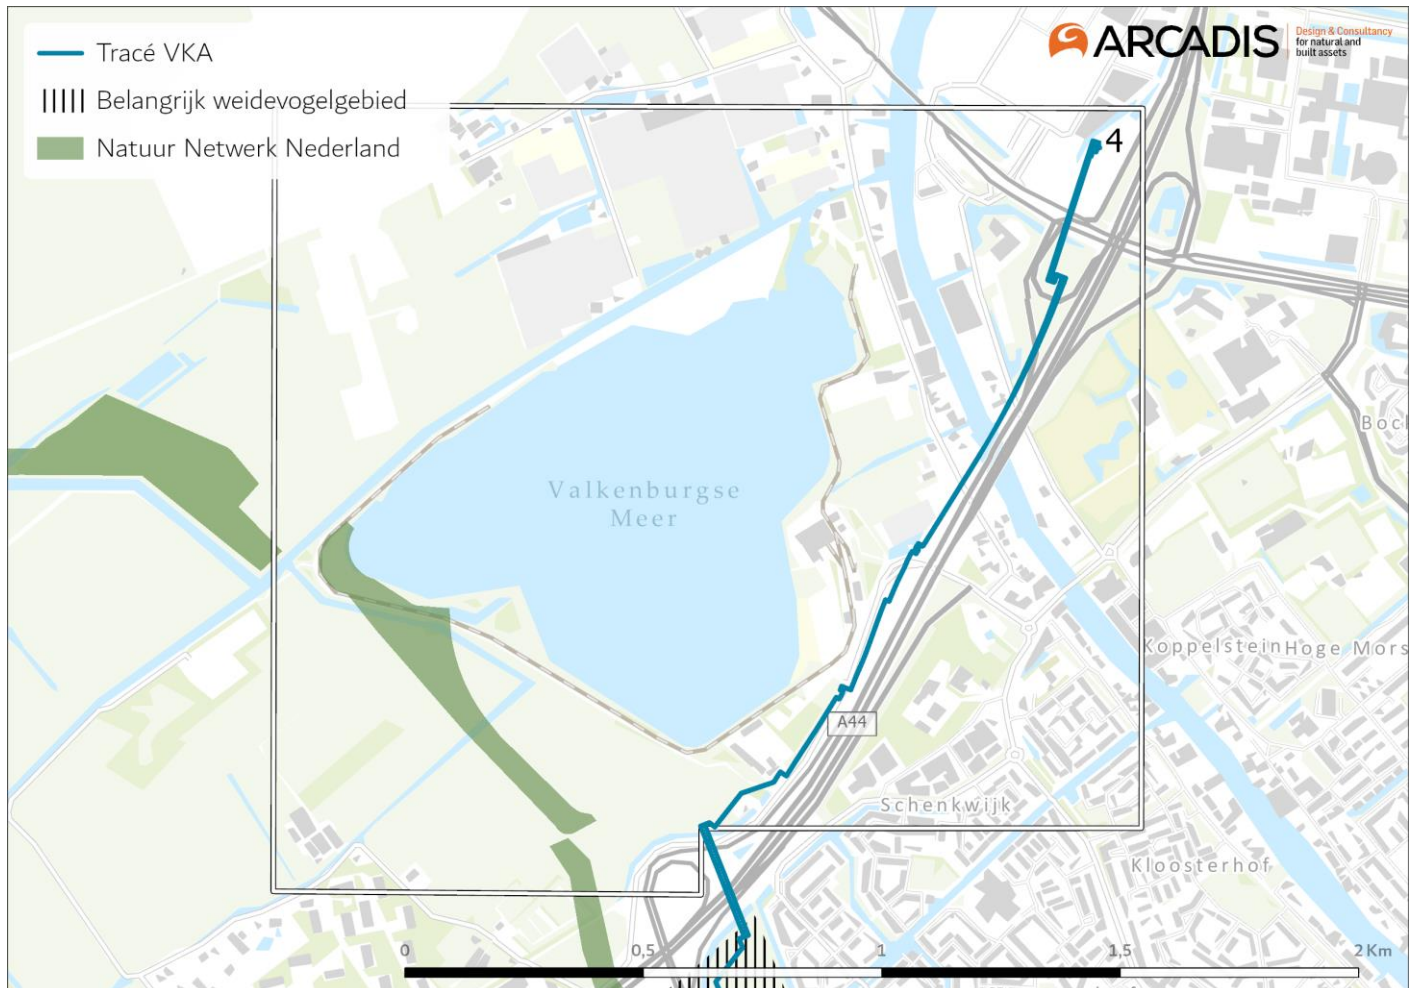 Tracé VKA
Belangrijk weidevogelgebied
Natuur Netwerk Nederland
ARCADIS
Design & Consultancy
for natural and
built assets
4
Valkenburgse
Meer
A44
Koppelstein
Hoge Mors
Schenkwijk
Kloosterhof
0
0,5
1
1,5
2 Km